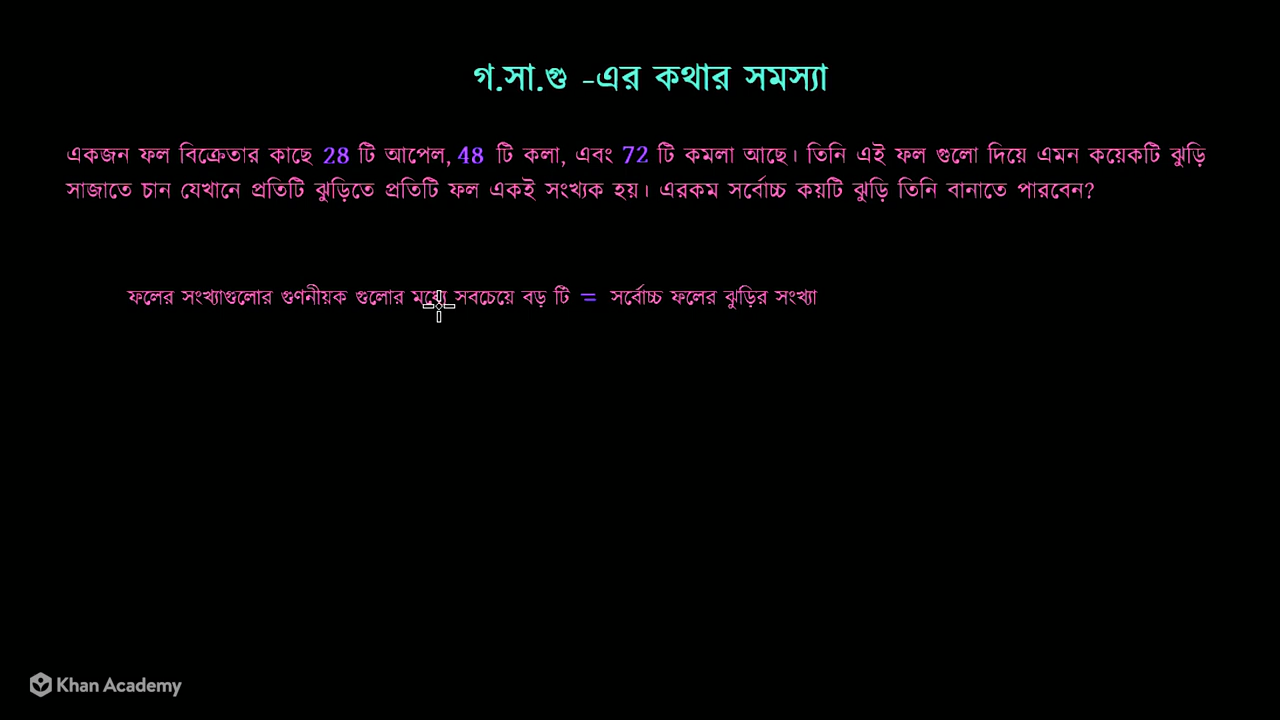 গ.সা.গু -এর কথার সমস্যা
একজন ফল বিক্রেতার কাছে 28 টি আপেল, 48 টি কলা, এবং 72 টি কমলা আছে। তিনি এই ফল গুলো দিয়ে এমন কয়েকটি ঝুড়ি
সাজাতে চান যেখানে প্রতিটি ঝুড়িতে প্রতিটি ফল একই সংখ্যক হয়। এরকম সর্বোচ্চ কয়টি ঝুড়ি তিনি বানাতে পারবেন?
ফলের সংখ্যাগুলোর গুণনীয়ক গুলোর মধ্যে সবচেয়ে বড় টি = সর্বোচ্চ ফলের ঝুড়ির সংখ্যা
Khan Academy